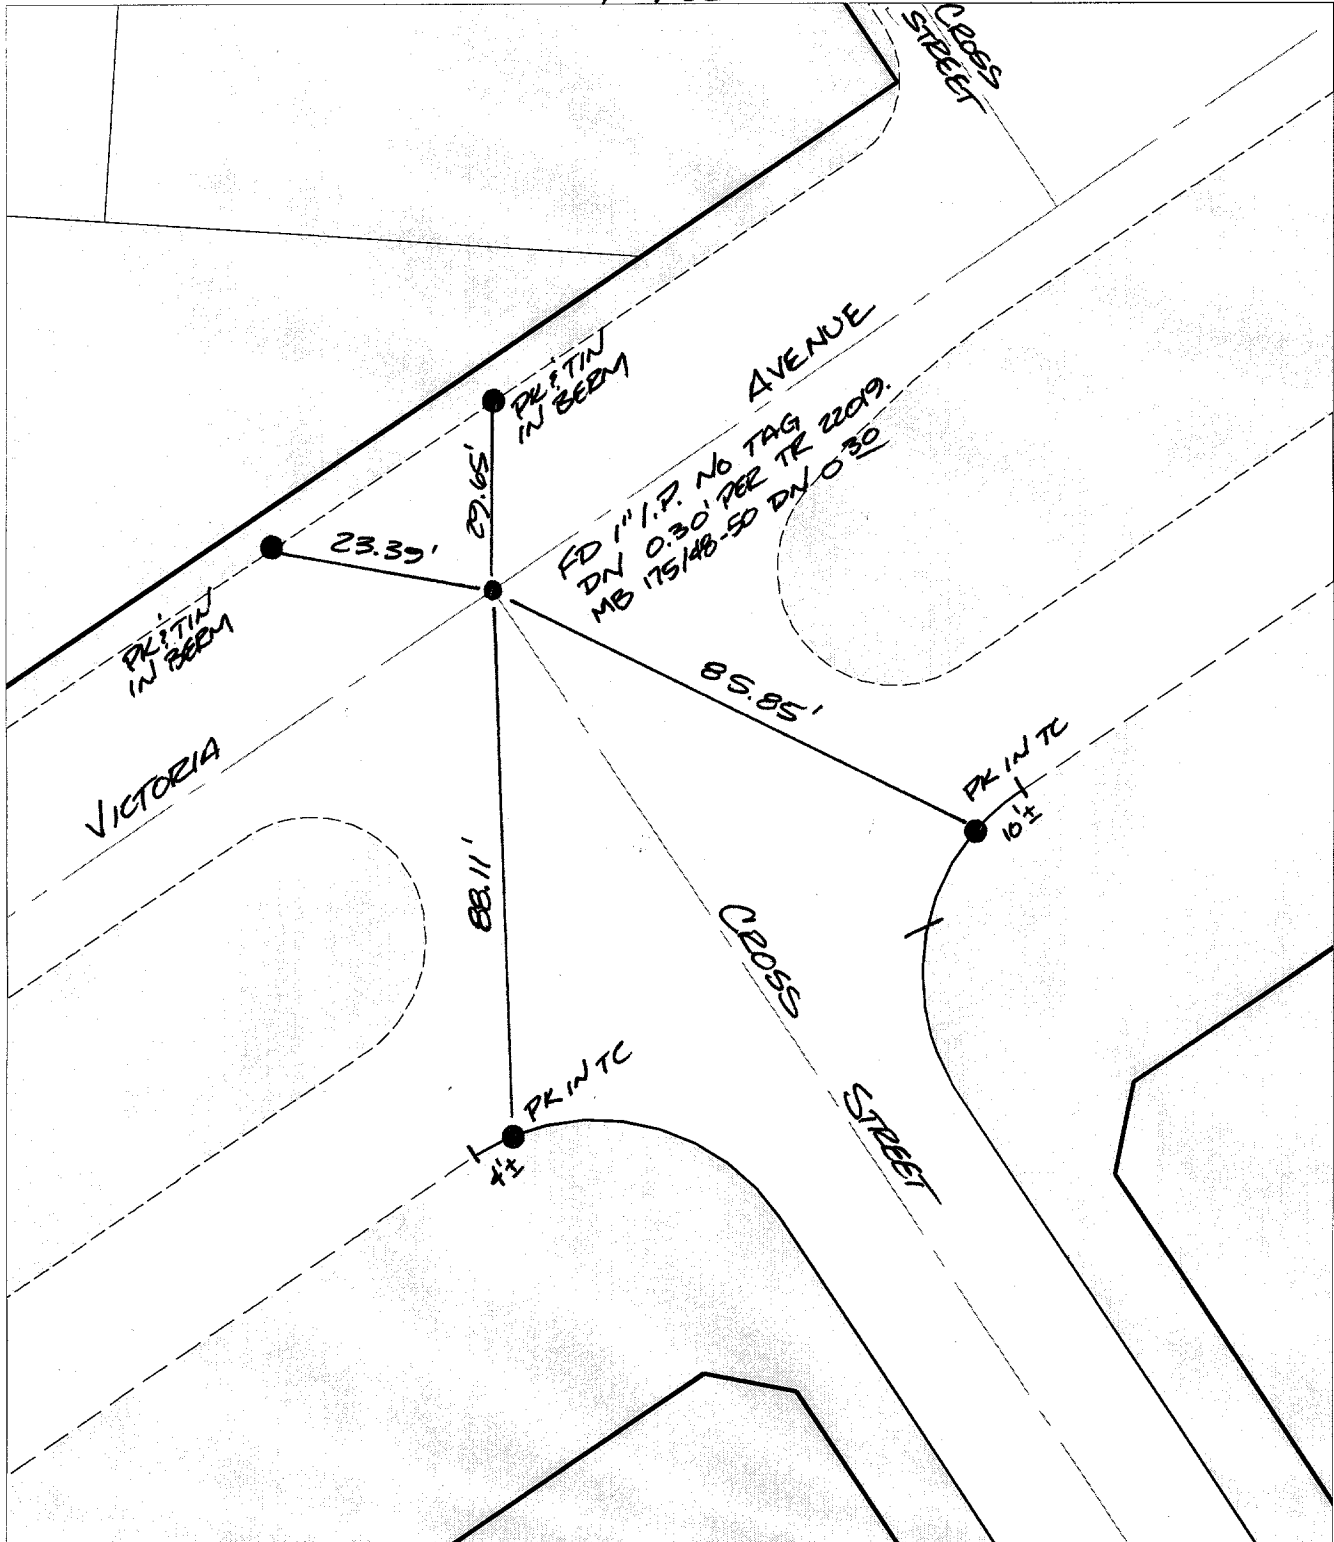 CROSS
STREET
AVENUE
PK & TIN
IN BERM
29.65'
23.39'
FD 1" I.P. NO TAG
DN 0.30' PER TR 22019.
MB 175/48-50 DN 0.30
PK & TIN
IN BERM
85.85'
PK IN TC
10'±
VICTORIA
88.11'
CROSS
STREET
PK IN TC
4'±